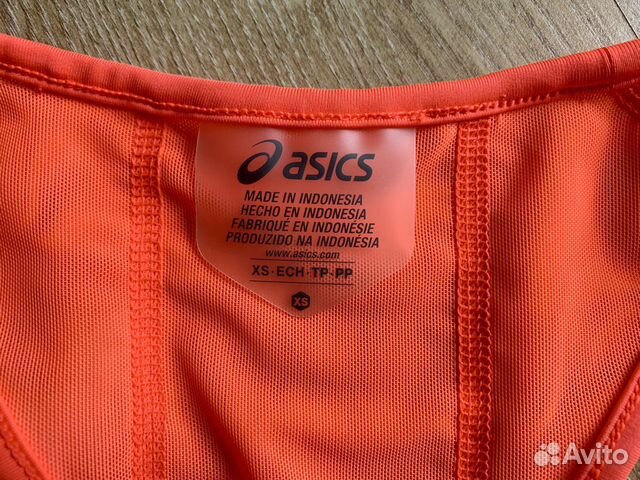 asics
MADE IN INDONESIA
HECHO EN INDONESIA
FABRIQUÉ EN INDONÉSIE
PRODUZIDO NA INDONÉSIA
www.asics.com
XS·ECH·TP·PP
XS
Avito